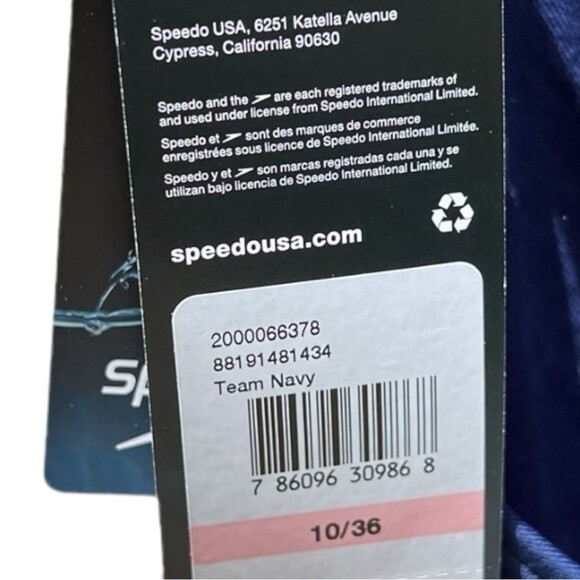 Speedo USA, 6251 Katella Avenue
Cypress, California 90630
Speedo and the are each registered trademarks of
and used under license from Speedo International Limited.
Speedo et sont des marques de commerce
enregistrées sous licence de Speedo International Limitée.
Speedo y et son marcas registradas cada una y se
utilizan bajo licencia de Speedo International Limited.
speedousa.com
2000066378
88191481434
Team Navy
7 86096 30986 8
10/36